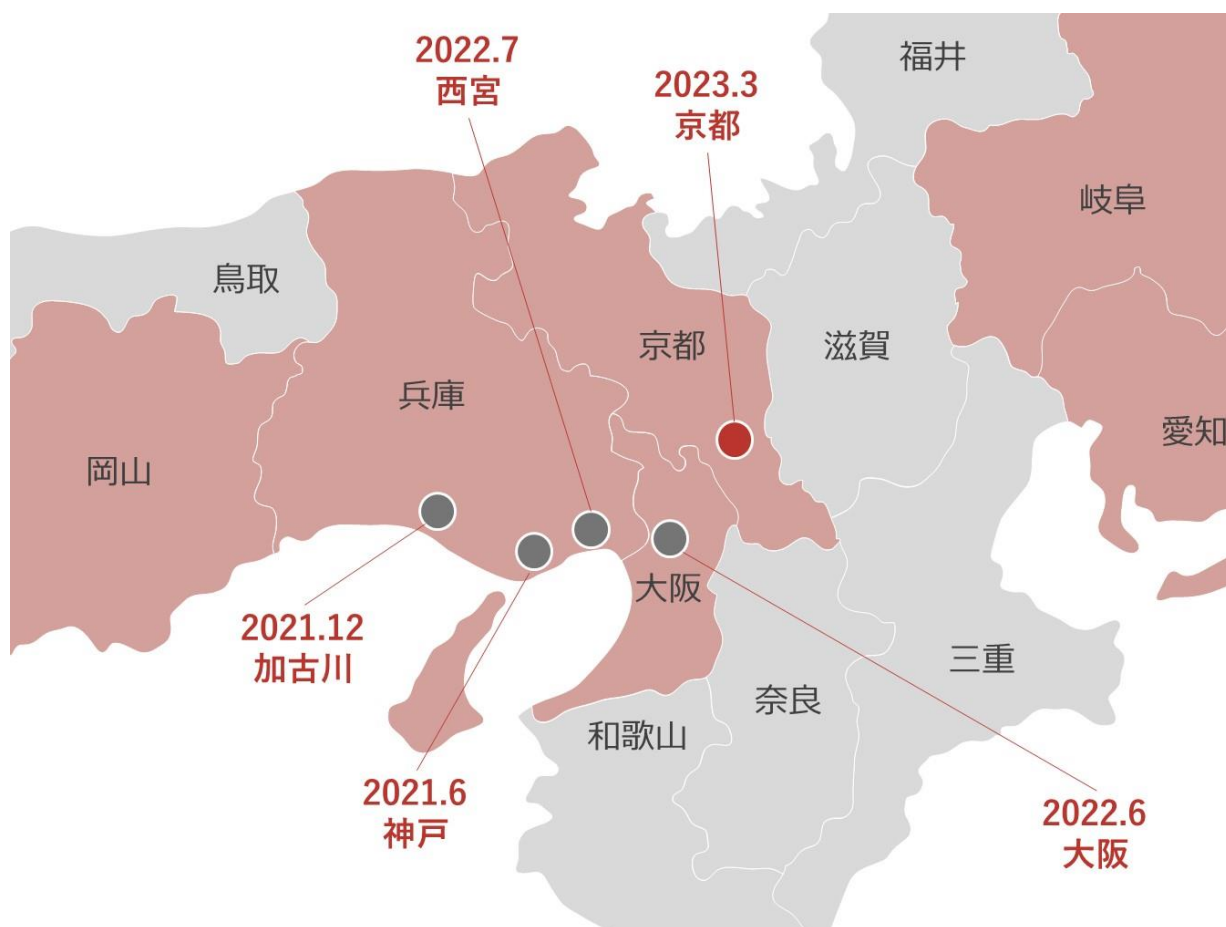 2022.7
西宮
2023.3
京都
福井
岐阜
鳥取
京都
滋賀
兵庫
愛知
岡山
大阪
2021.12
加古川
三重
奈良
和歌山
2021.6
神戸
2022.6
大阪